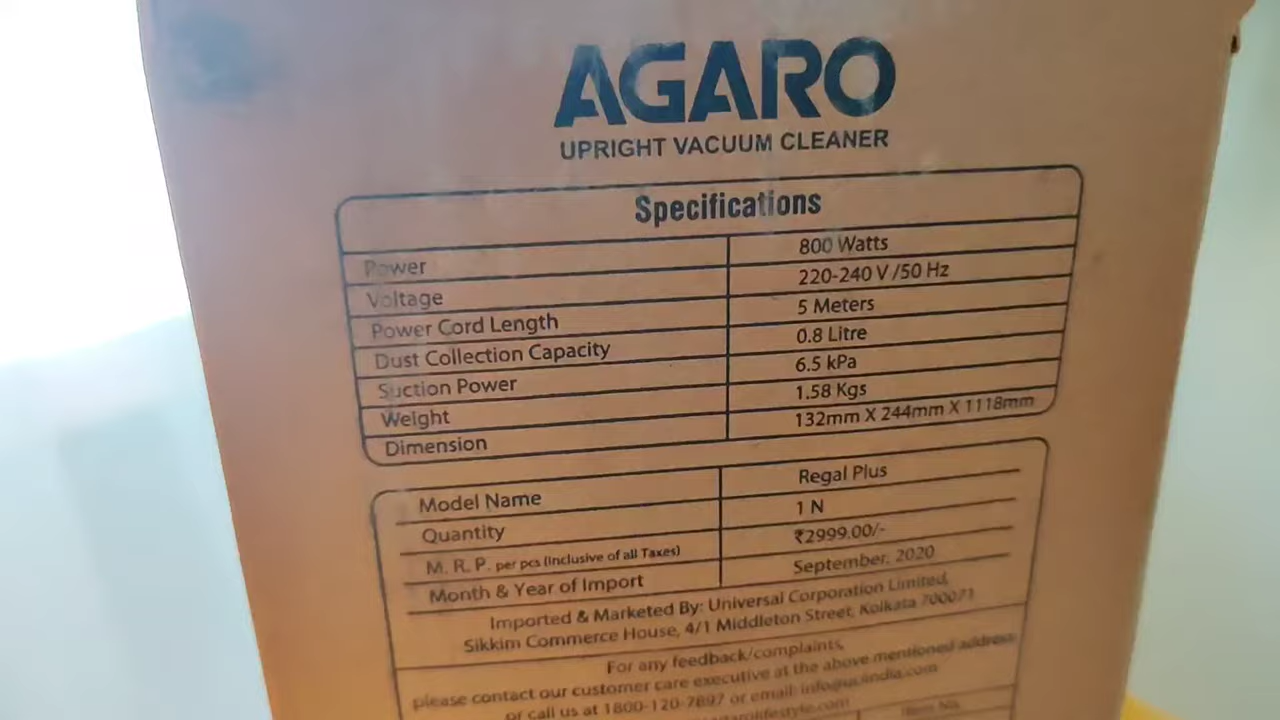 AGARO
UPRIGHT VACUUM CLEANER
Specifications
Power 800 Watts
Voltage 220-240 V /50 Hz
Power Cord Length 5 Meters
Dust Collection Capacity 0.8 Litre
Suction Power 6.5 kPa
Weight 1.58 Kgs
Dimension 132mm X 244mm X 1118mm
Model Name Regal Plus
Quantity 1 N
M. R. P. per pcs (Inclusive of all Taxes) ₹2999.00/-
Month & Year of Import September, 2020
Imported & Marketed By: Universal Corporation Limited,
Sikkim Commerce House, 4/1 Middleton Street, Kolkata 700071
For any feedback/complaints,
please contact our customer care executive at the above mentioned address
or call us at 1800-120-7897 or email: info@uclindia.com
Item No.